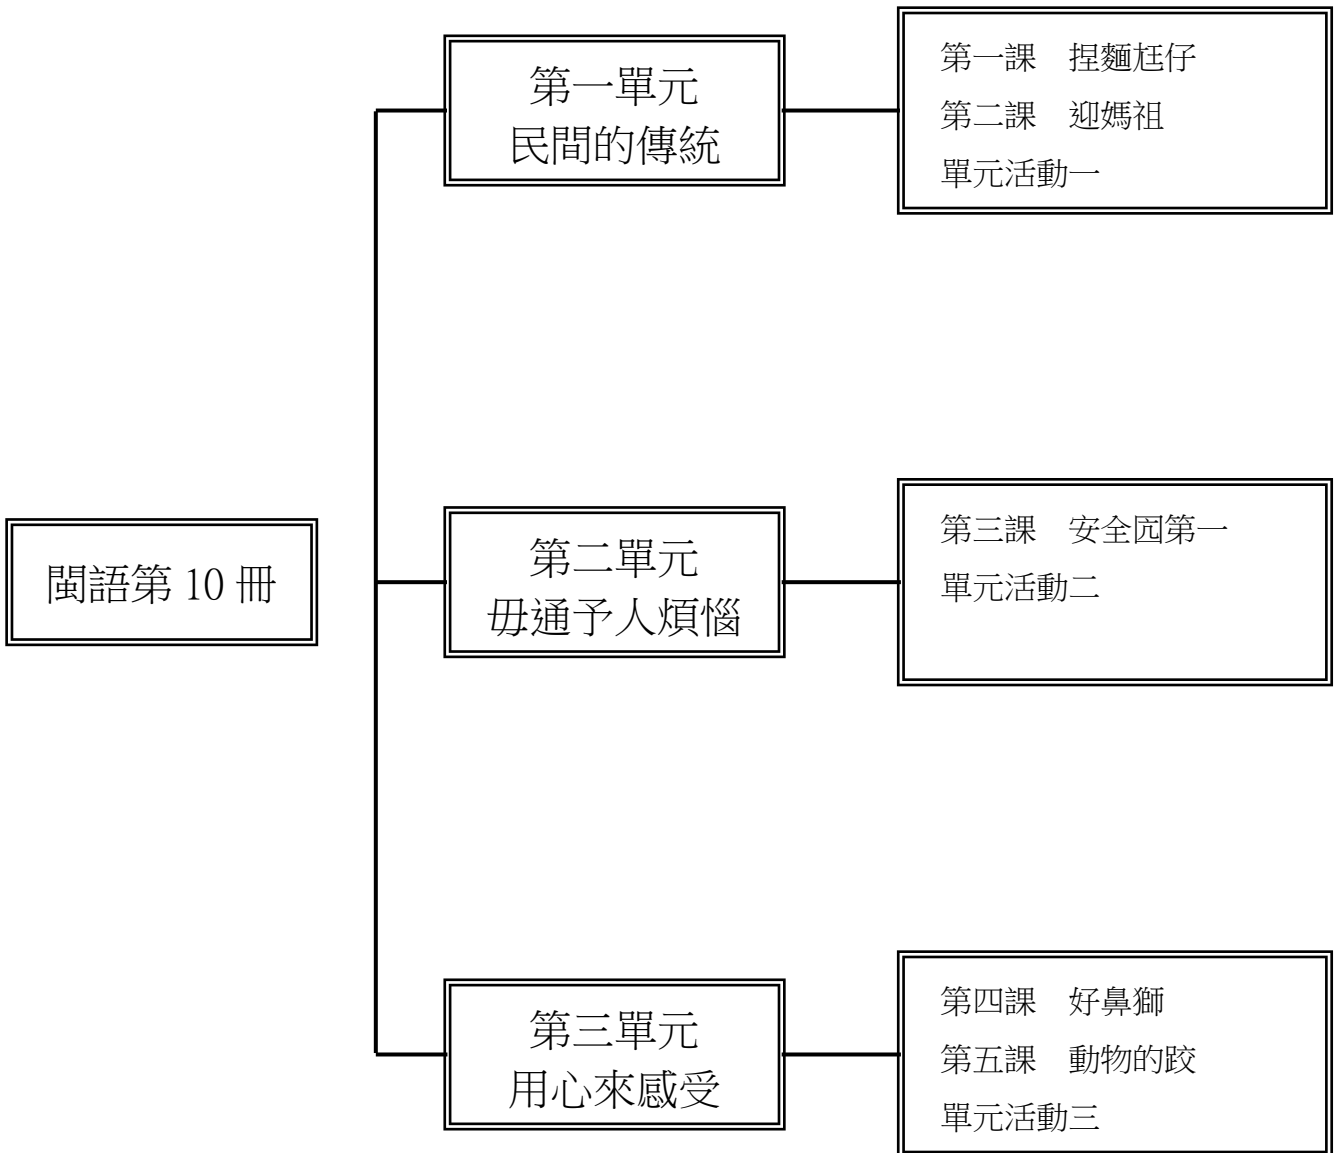 閩語第 10 冊
第一單元
民間的傳統
第一課　捏麵尪仔
第二課　迎媽祖
單元活動一
第二單元
毋通予人煩惱
第三課　安全囥第一
單元活動二
第三單元
用心來感受
第四課　好鼻獅
第五課　動物的跤
單元活動三